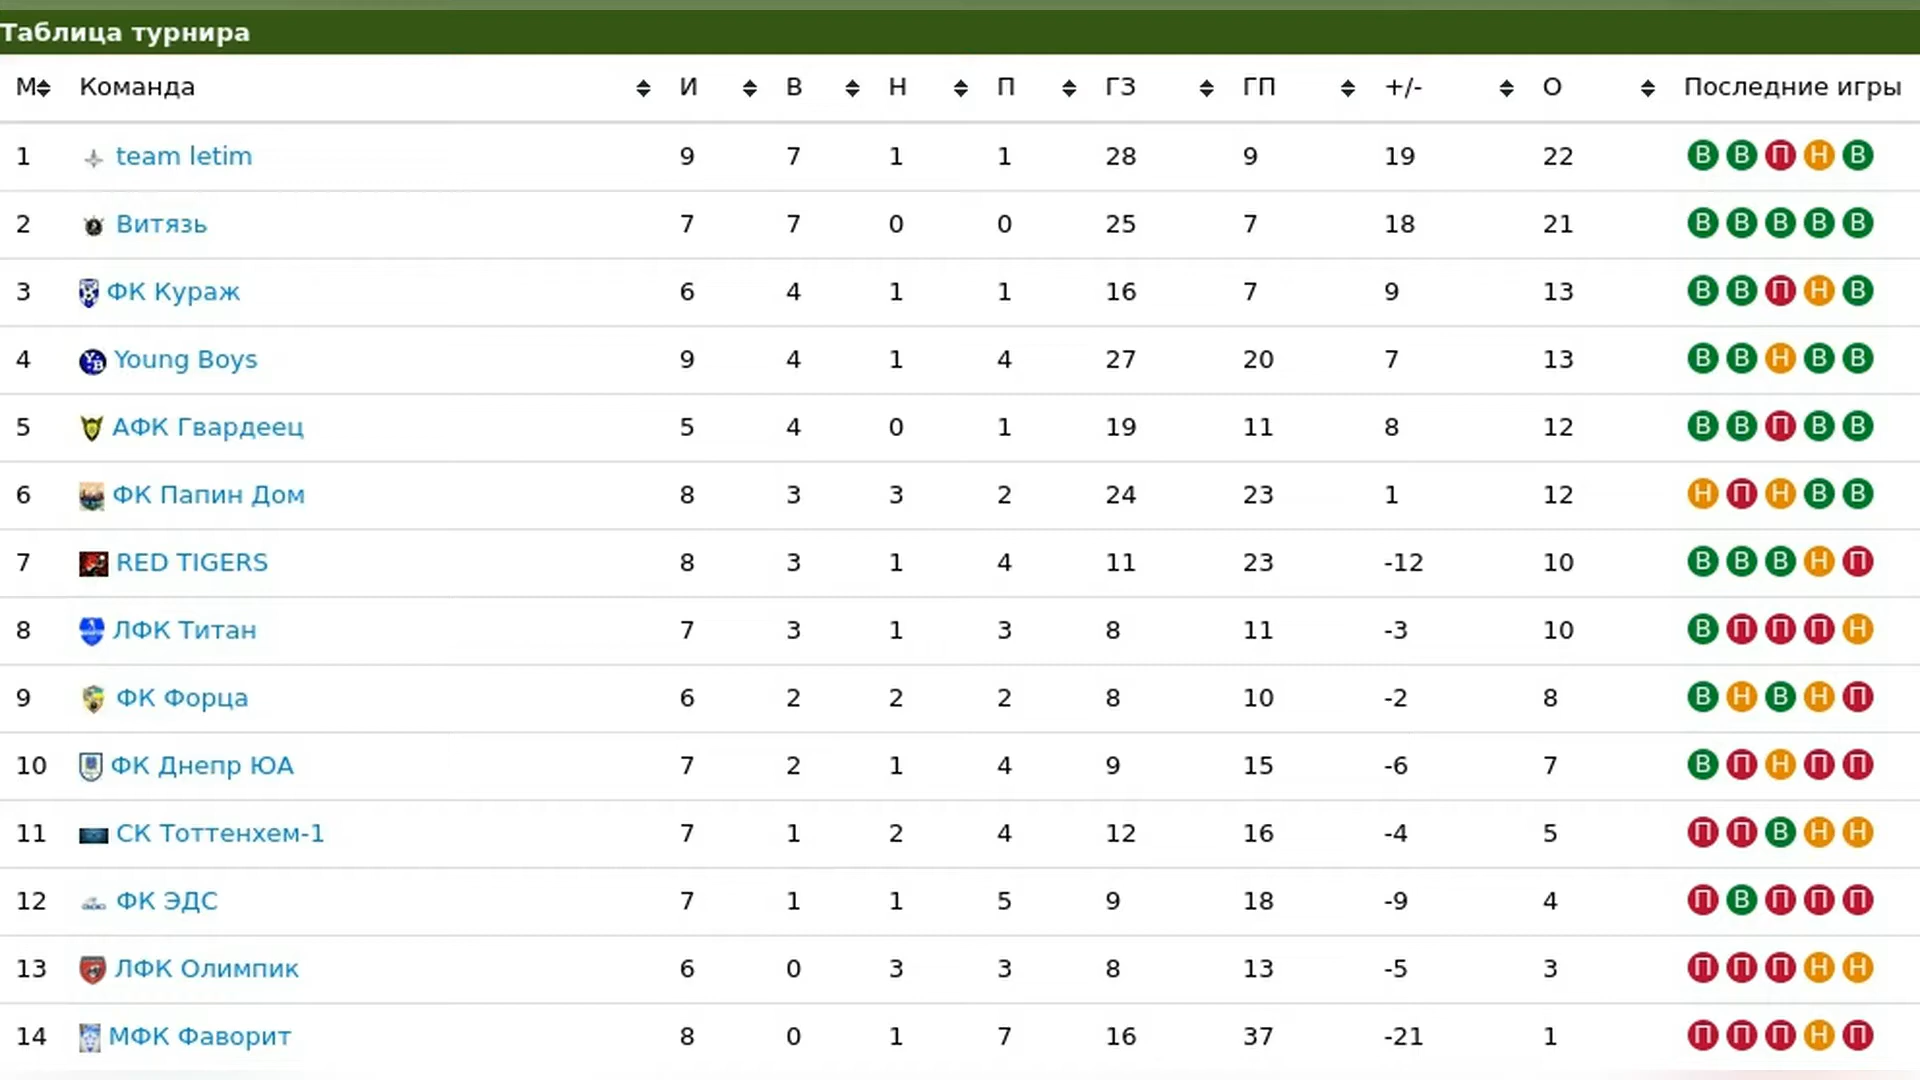 Таблица турнира
М Команда И В Н П ГЗ ГП +/- О Последние игры
1 team letim 9 7 1 1 28 9 19 22 В В П Н В
2 Витязь 7 7 0 0 25 7 18 21 В В В В В
3 ФК Кураж 6 4 1 1 16 7 9 13 В В П Н В
4 Young Boys 9 4 1 4 27 20 7 13 В В Н В В
5 АФК Гвардеец 5 4 0 1 19 11 8 12 В В П В В
6 ФК Папин Дом 8 3 3 2 24 23 1 12 Н П Н В В
7 RED TIGERS 8 3 1 4 11 23 -12 10 В В В Н П
8 ЛФК Титан 7 3 1 3 8 11 -3 10 В П П П Н
9 ФК Форца 6 2 2 2 8 10 -2 8 В Н В Н П
10 ФК Днепр ЮА 7 2 1 4 9 15 -6 7 В П Н П П
11 СК Тоттенхем-1 7 1 2 4 12 16 -4 5 П П В Н Н
12 ФК ЭДС 7 1 1 5 9 18 -9 4 П В П П П
13 ЛФК Олимпик 6 0 3 3 8 13 -5 3 П П П Н Н
14 МФК Фаворит 8 0 1 7 16 37 -21 1 П П П Н П